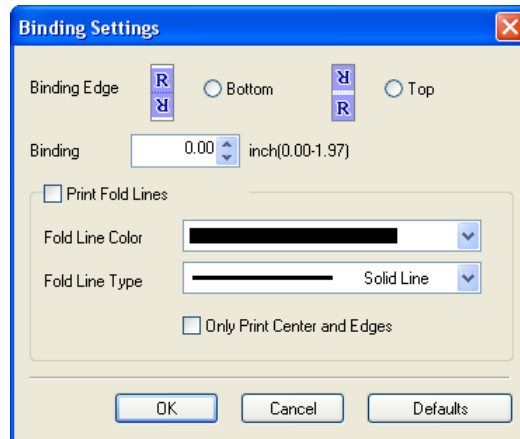 Binding Settings
Binding Edge R R Bottom R R Top
Binding 0.00 inch(0.00-1.97)
Print Fold Lines
Fold Line Color
Fold Line Type Solid Line
Only Print Center and Edges
OK Cancel Defaults